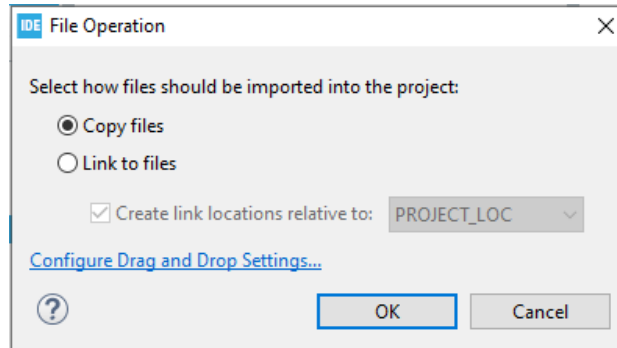 IDE File Operation
Select how files should be imported into the project:
Copy files
Link to files
Create link locations relative to: PROJECT_LOC
Configure Drag and Drop Settings...
? OK Cancel